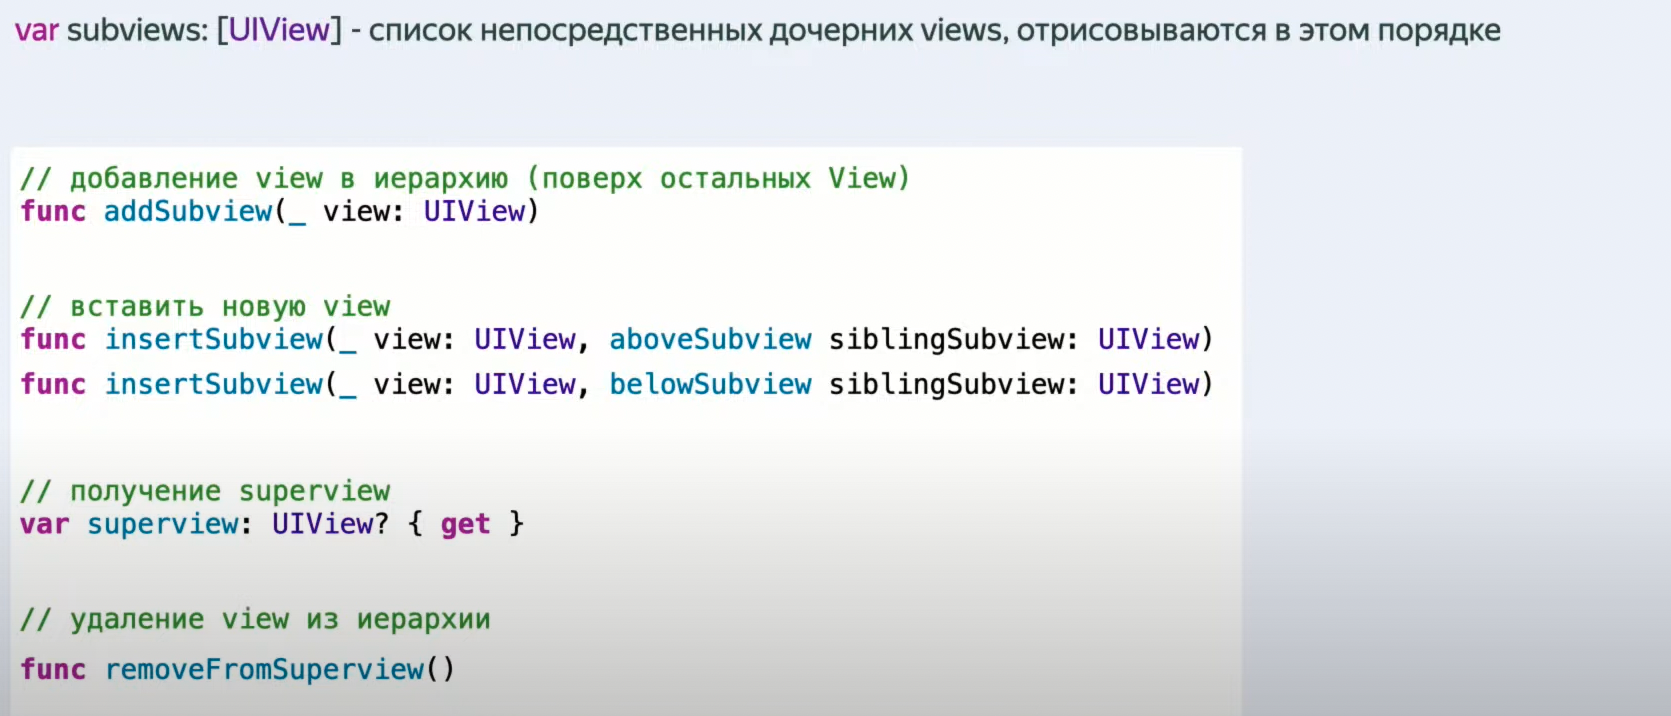 var subviews: [UIView] - список непосредственных дочерних views, отрисовываются в этом порядке
// добавление view в иерархию (поверх остальных View)
func addSubview(_ view: UIView)
// вставить новую view
func insertSubview(_ view: UIView, aboveSubview siblingSubview: UIView)
func insertSubview(_ view: UIView, belowSubview siblingSubview: UIView)
// получение superview
var superview: UIView? { get }
// удаление view из иерархии
func removeFromSuperview()